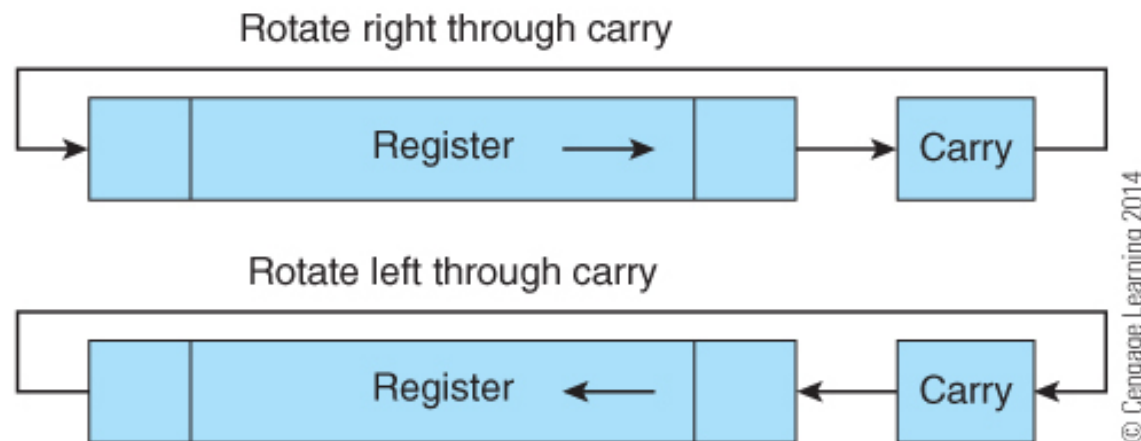 Rotate right through carry
Register
Carry
Rotate left through carry
Register
Carry
© Cengage Learning 2014